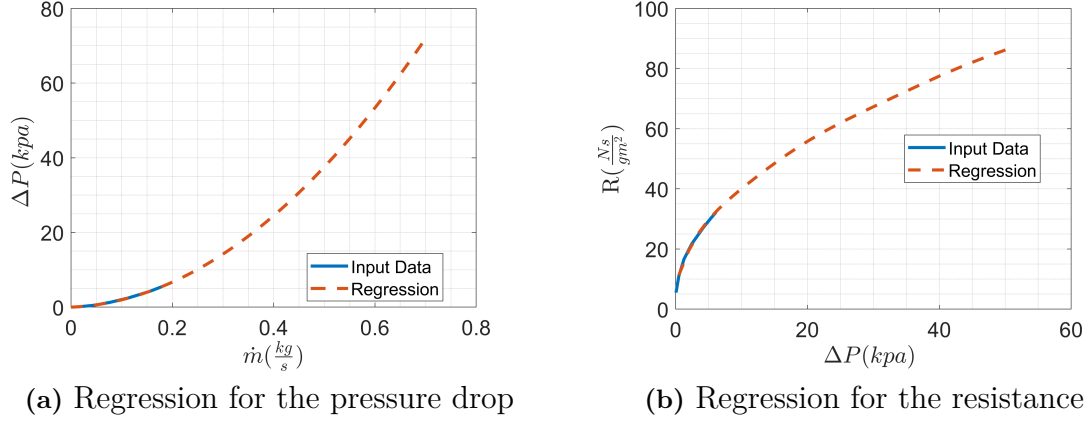 80
60
40
20
0
0
0.2
0.4
0.6
0.8
ΔP(kpa)
ṁ(kg/s)
Input Data
Regression
(a) Regression for the pressure drop
100
80
60
40
20
0
0
20
40
60
R(Ns/gm²)
ΔP(kpa)
Input Data
Regression
(b) Regression for the resistance